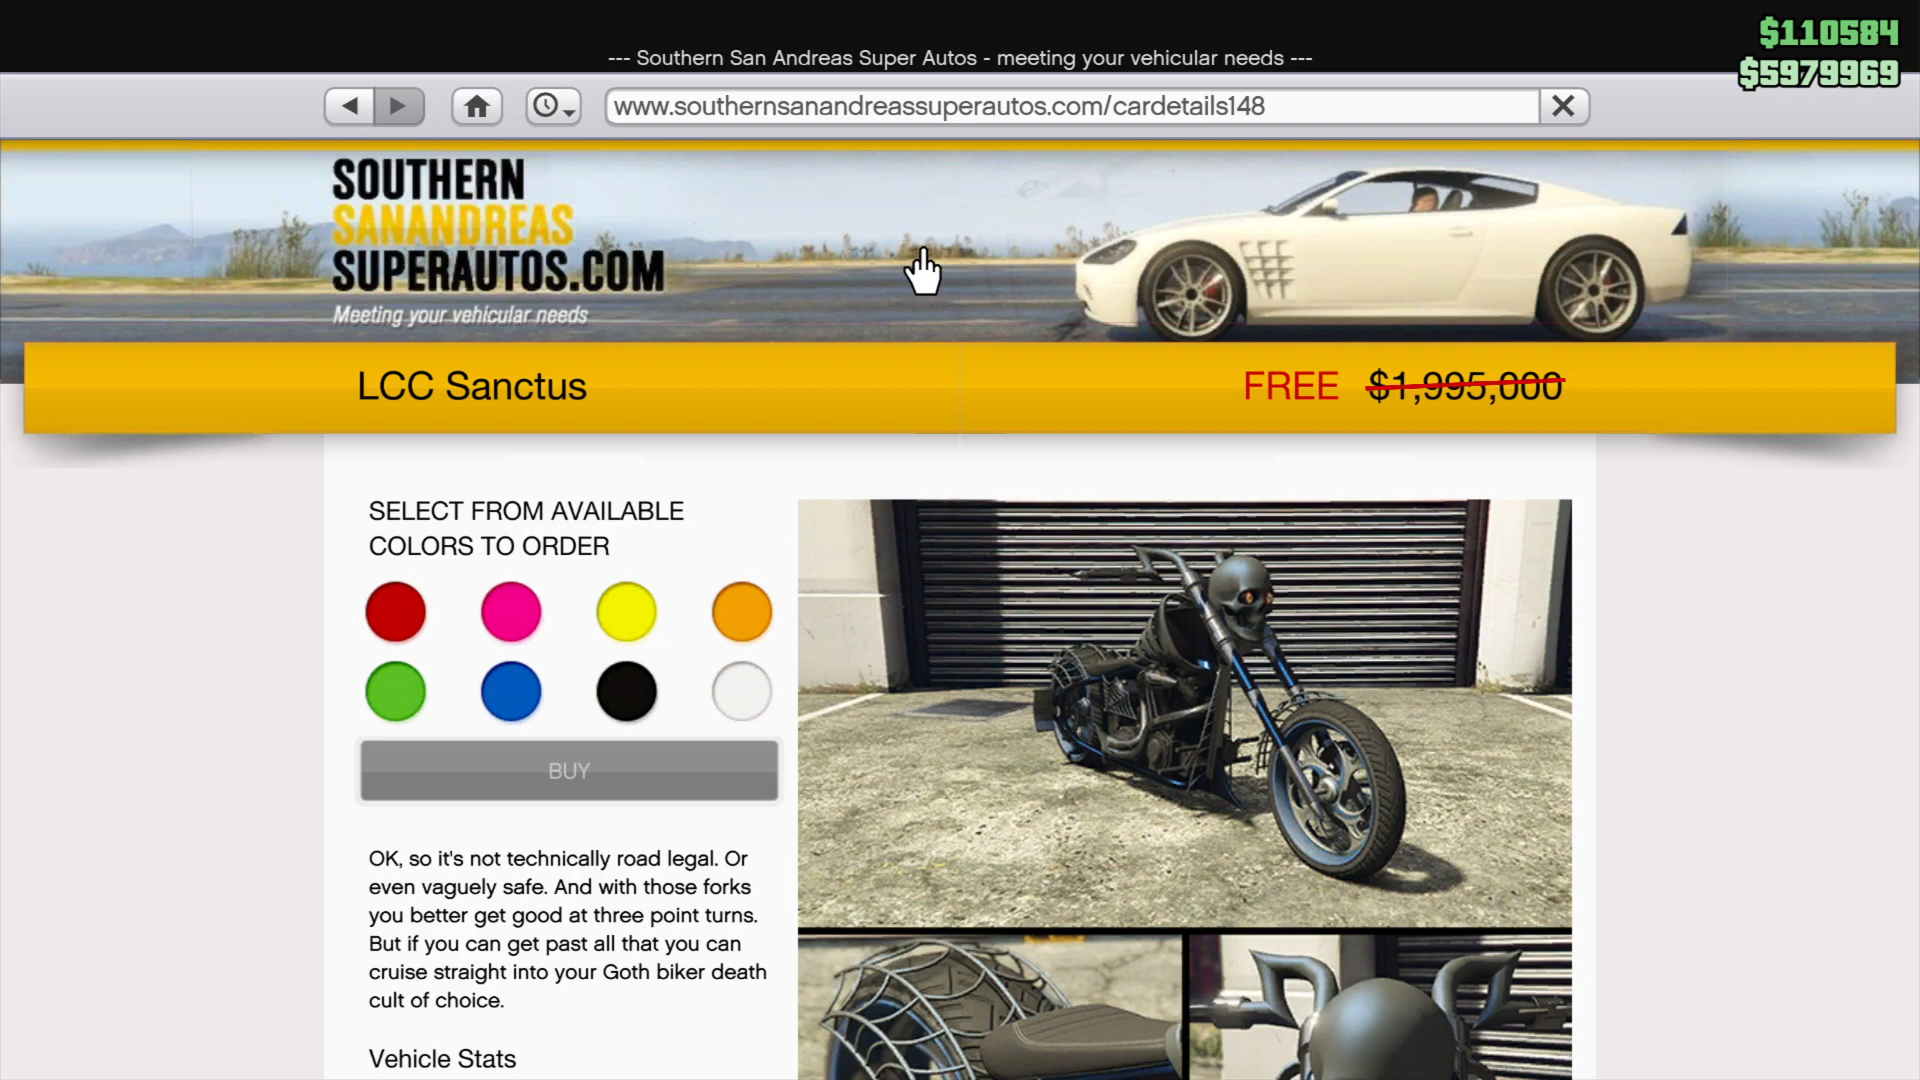 $110584
--- Southern San Andreas Super Autos - meeting your vehicular needs ---
$5979969
www.southernsanandreassuperautos.com/cardetails148
SOUTHERN
SANANDREAS
SUPERAUTOS.COM
Meeting your vehicular needs
LCC Sanctus
FREE $1,995,000
SELECT FROM AVAILABLE
COLORS TO ORDER
BUY
OK, so it's not technically road legal. Or
even vaguely safe. And with those forks
you better get good at three point turns.
But if you can get past all that you can
cruise straight into your Goth biker death
cult of choice.
Vehicle Stats